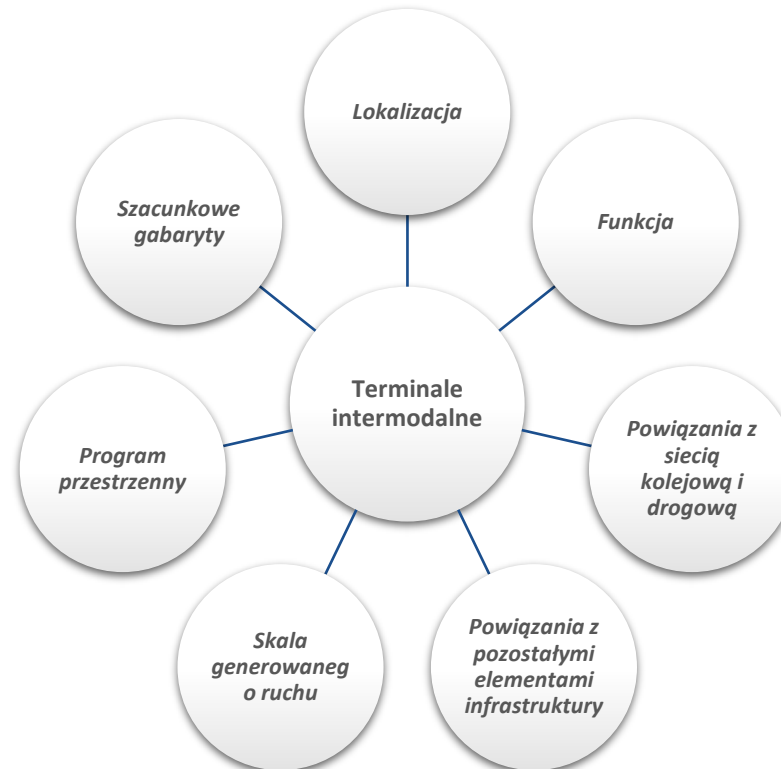 Lokalizacja
Szacunkowe
gabaryty
Funkcja
Terminale
intermodalne
Program
przestrzenny
Powiązania z
siecią
kolejową i
drogową
Skala
generowaneg
o ruchu
Powiązania z
pozostałymi
elementami
infrastruktury